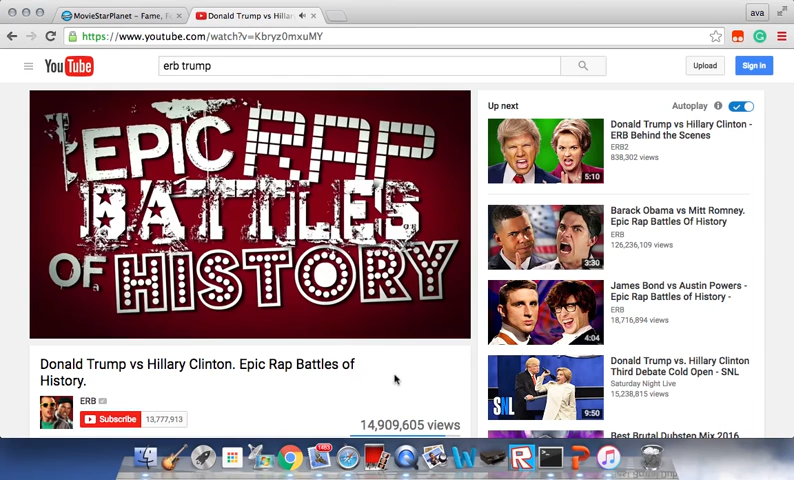 MovieStarPlanet - Fame, F
Donald Trump vs Hillar
ava
https://www.youtube.com/watch?v=Kbryz0mxuMY
YouTube
erb trump
Upload
Sign in
EPIC RAP
BATTLES
OF HISTORY
Donald Trump vs Hillary Clinton. Epic Rap Battles of
History.
ERB
Subscribe
13,777,913
14,909,605 views
Up next
Autoplay
Donald Trump vs Hillary Clinton -
ERB Behind the Scenes
ERB2
838,302 views
5:10
Barack Obama vs Mitt Romney.
Epic Rap Battles Of History
ERB
126,236,109 views
3:30
James Bond vs Austin Powers -
Epic Rap Battles of History -
ERB
18,716,894 views
4:04
Donald Trump vs. Hillary Clinton
Third Debate Cold Open - SNL
Saturday Night Live
15,238,815 views
SNL
9:50
Best Brutal Dubstep Mix 2016